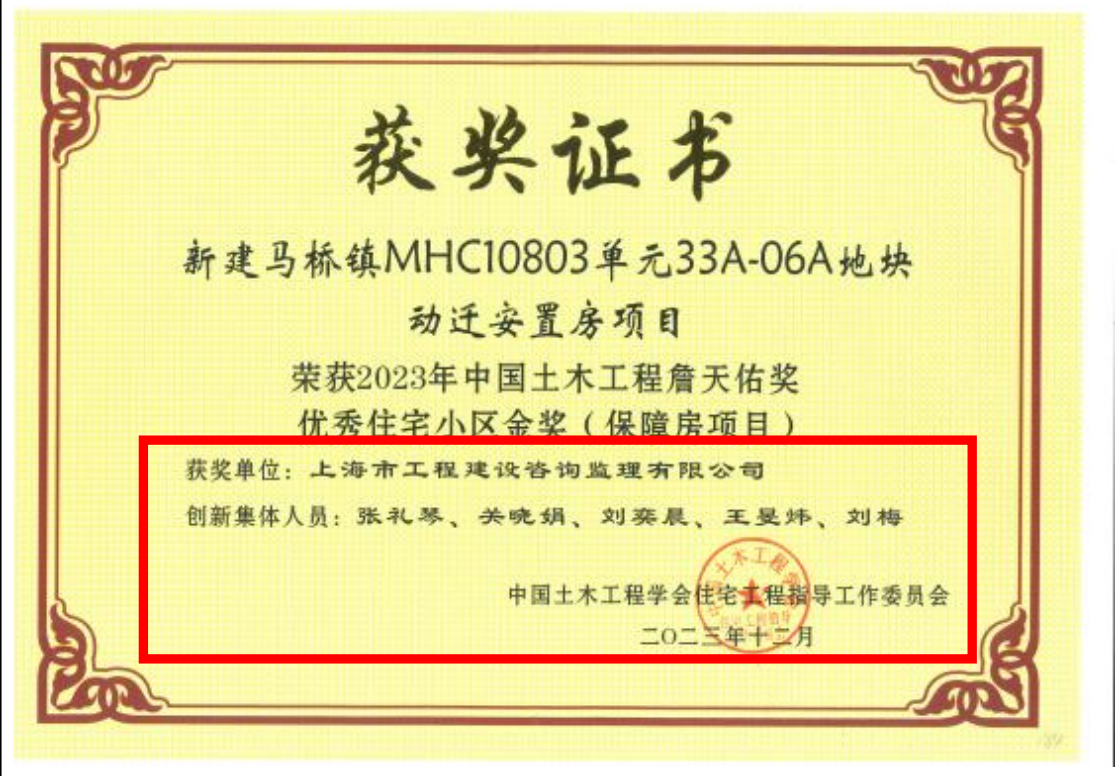 获奖证书
新建马桥镇MHC10803单元33A-06A地块
动迁安置房项目
荣获2023年中国土木工程詹天佑奖
优秀住宅小区金奖（保障房项目）
获奖单位：上海市工程建设咨询监理有限公司
创新集体人员：张礼琴、关晓娟、刘奕晨、王旻炜、刘梅
中国土木工程学会住宅工程指导工作委员会
二〇二三年十二月